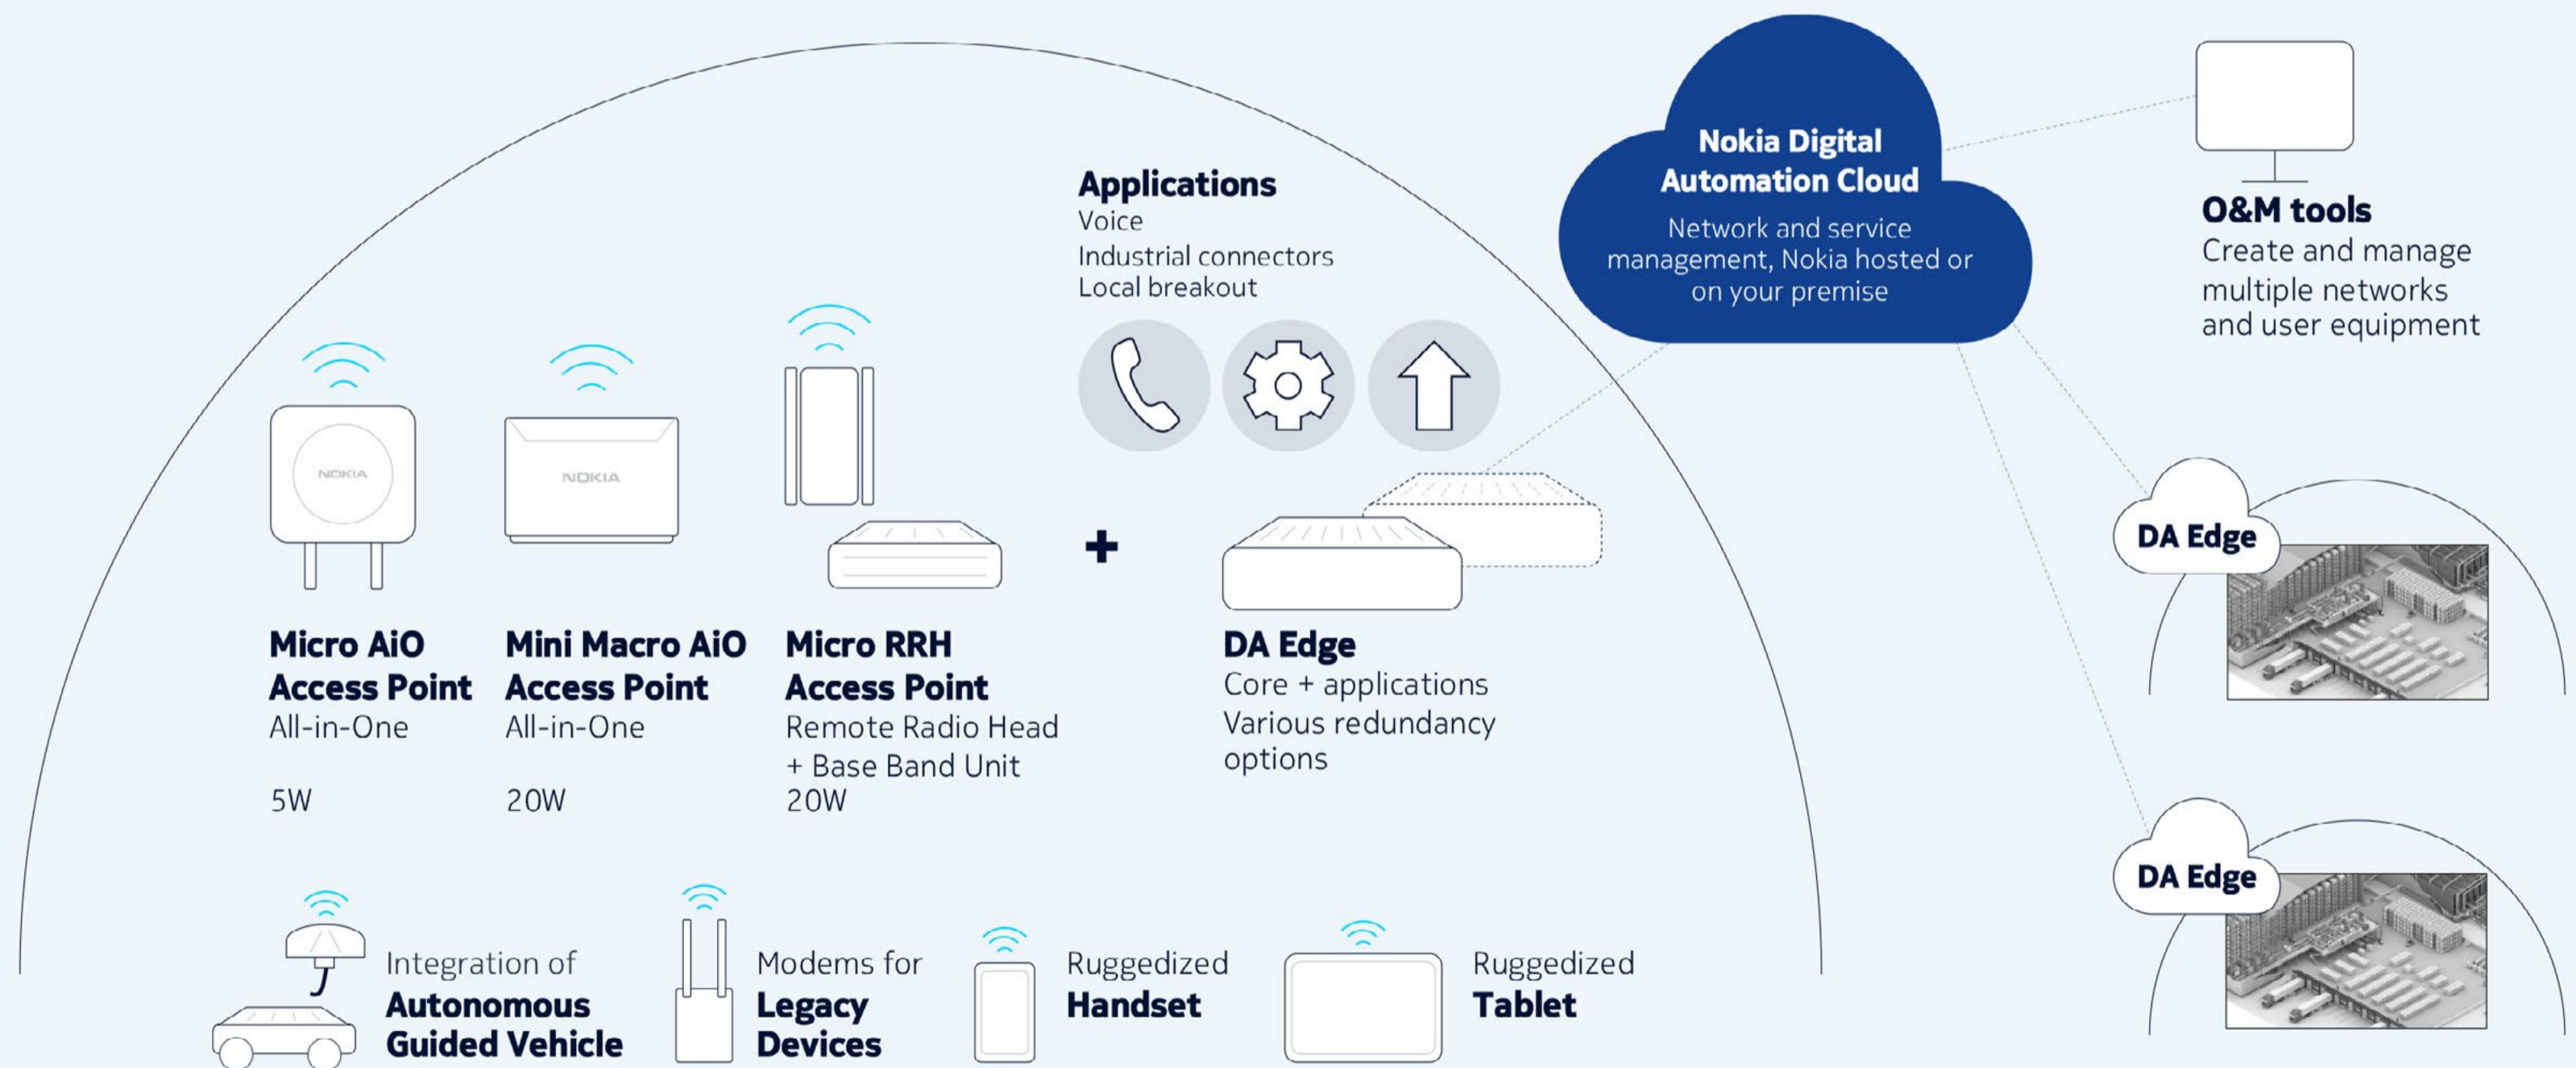 Applications
Voice
Industrial connectors
Local breakout
Nokia Digital
Automation Cloud
Network and service
management, Nokia hosted or
on your premise
O&M tools
Create and manage
multiple networks
and user equipment
NOKIA
NOKIA
+
Micro AiO
Access Point
All-in-One
5W
Mini Macro AiO
Access Point
All-in-One
20W
Micro RRH
Access Point
Remote Radio Head
+ Base Band Unit
20W
DA Edge
Core + applications
Various redundancy
options
DA Edge
DA Edge
Integration of
Autonomous
Guided Vehicle
Modems for
Legacy
Devices
Ruggedized
Handset
Ruggedized
Tablet